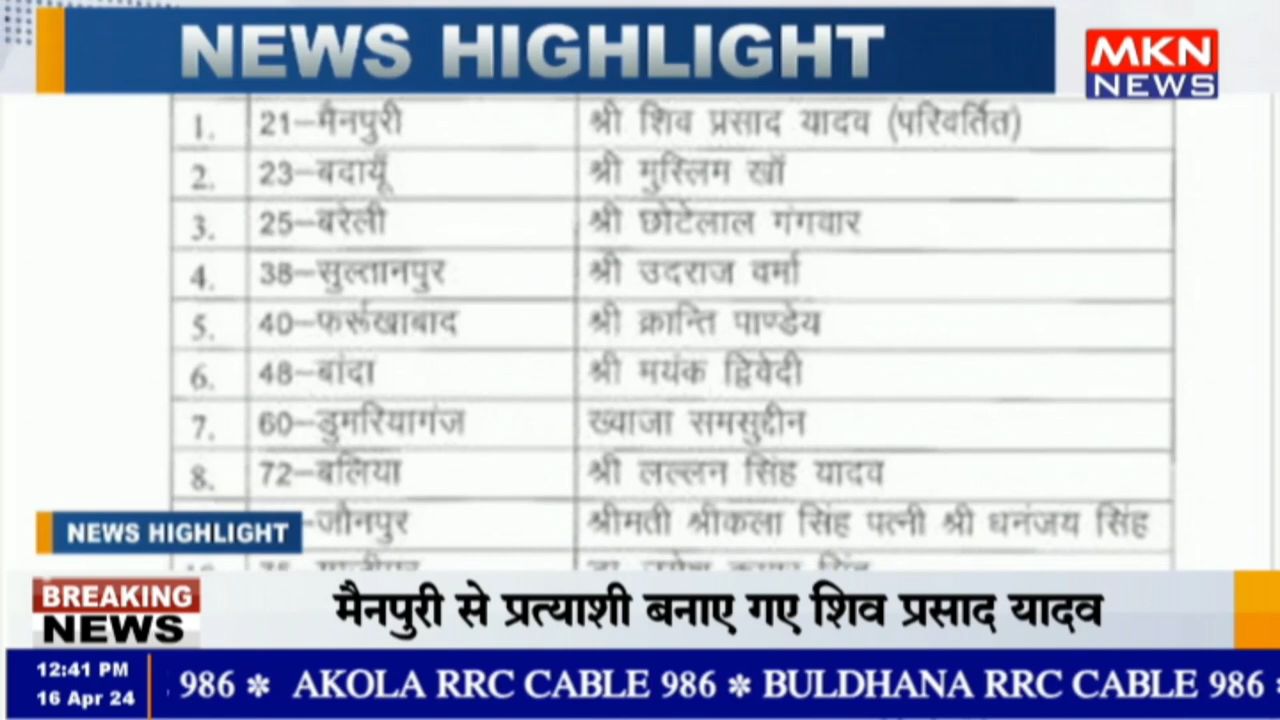 NEWS HIGHLIGHT
MKN
NEWS
1. 21-मैनपुरी श्री शिव प्रसाद यादव (परिवर्तित)
2. 23-बदायूँ श्री मुस्लिम खॉ
3. 25-बरेली श्री छोटेलाल गंगवार
4. 38-सुल्तानपुर श्री उदराज वर्मा
5. 40-फर्रूखाबाद श्री क्रान्ति पाण्डेय
6. 48-बांदा श्री मयंक द्विवेदी
7. 60-डुमरियागंज ख्वाजा समसुद्दीन
8. 72-बलिया श्री लल्लन सिंह यादव
-जौनपुर श्रीमती श्रीकला सिंह पत्नी श्री धनंजय सिंह
NEWS HIGHLIGHT
BREAKING
NEWS
मैनपुरी से प्रत्याशी बनाए गए शिव प्रसाद यादव
12:41 PM
16 Apr 24
986 * AKOLA RRC CABLE 986 * BULDHANA RRC CABLE 986